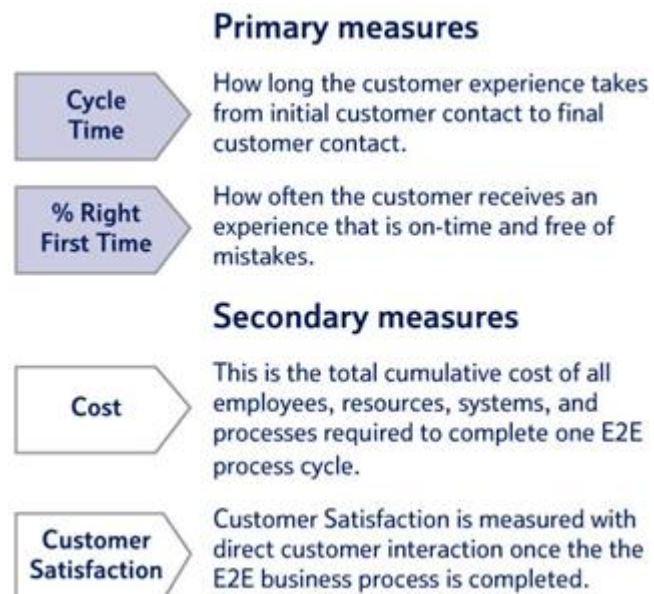 Primary measures
Cycle
Time
How long the customer experience takes
from initial customer contact to final
customer contact.
% Right
First Time
How often the customer receives an
experience that is on-time and free of
mistakes.
Secondary measures
Cost
This is the total cumulative cost of all
employees, resources, systems, and
processes required to complete one E2E
process cycle.
Customer
Satisfaction
Customer Satisfaction is measured with
direct customer interaction once the the
E2E business process is completed.